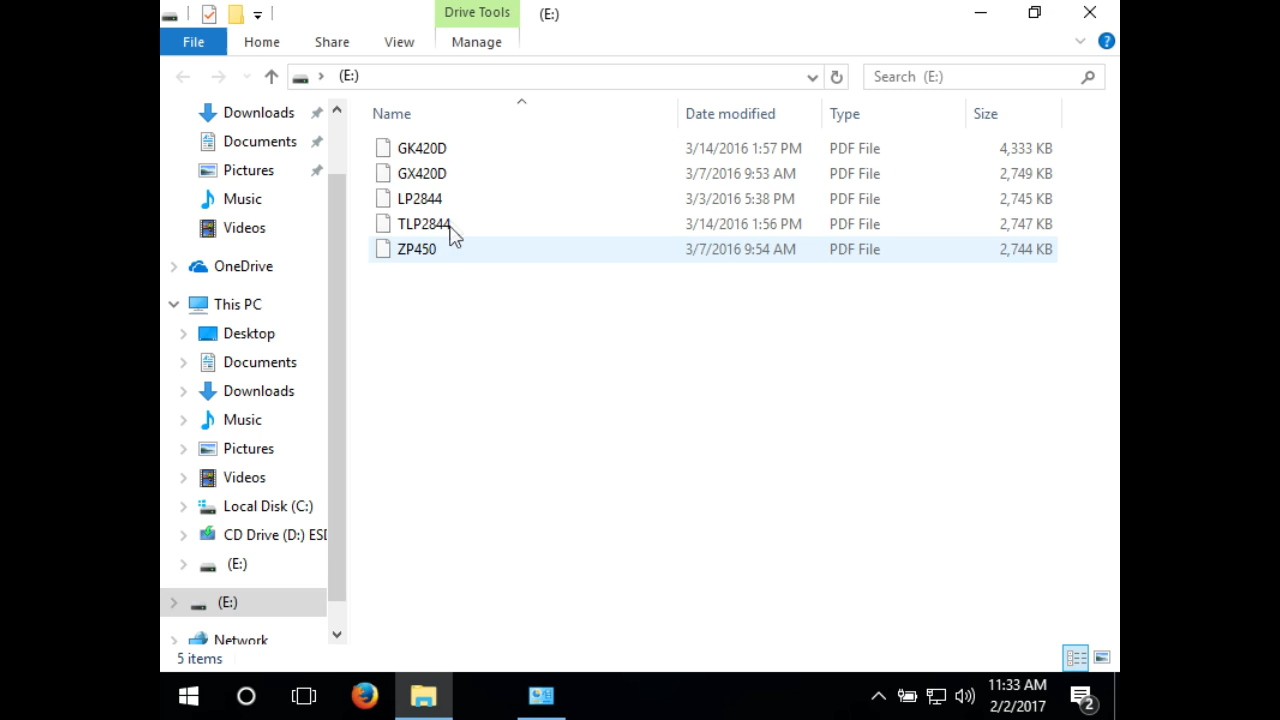 Drive Tools (E:)
File Home Share View Manage
(E:) Search (E:)
Name Date modified Type Size
GK420D 3/14/2016 1:57 PM PDF File 4,333 KB
GX420D 3/7/2016 9:53 AM PDF File 2,749 KB
LP2844 3/3/2016 5:38 PM PDF File 2,745 KB
TLP2844 3/14/2016 1:56 PM PDF File 2,747 KB
ZP450 3/7/2016 9:54 AM PDF File 2,744 KB
Downloads
Documents
Pictures
Music
Videos
OneDrive
This PC
Desktop
Documents
Downloads
Music
Pictures
Videos
Local Disk (C:)
CD Drive (D:) ESD
(E:)
(E:)
Network
5 items
11:33 AM
2/2/2017
2